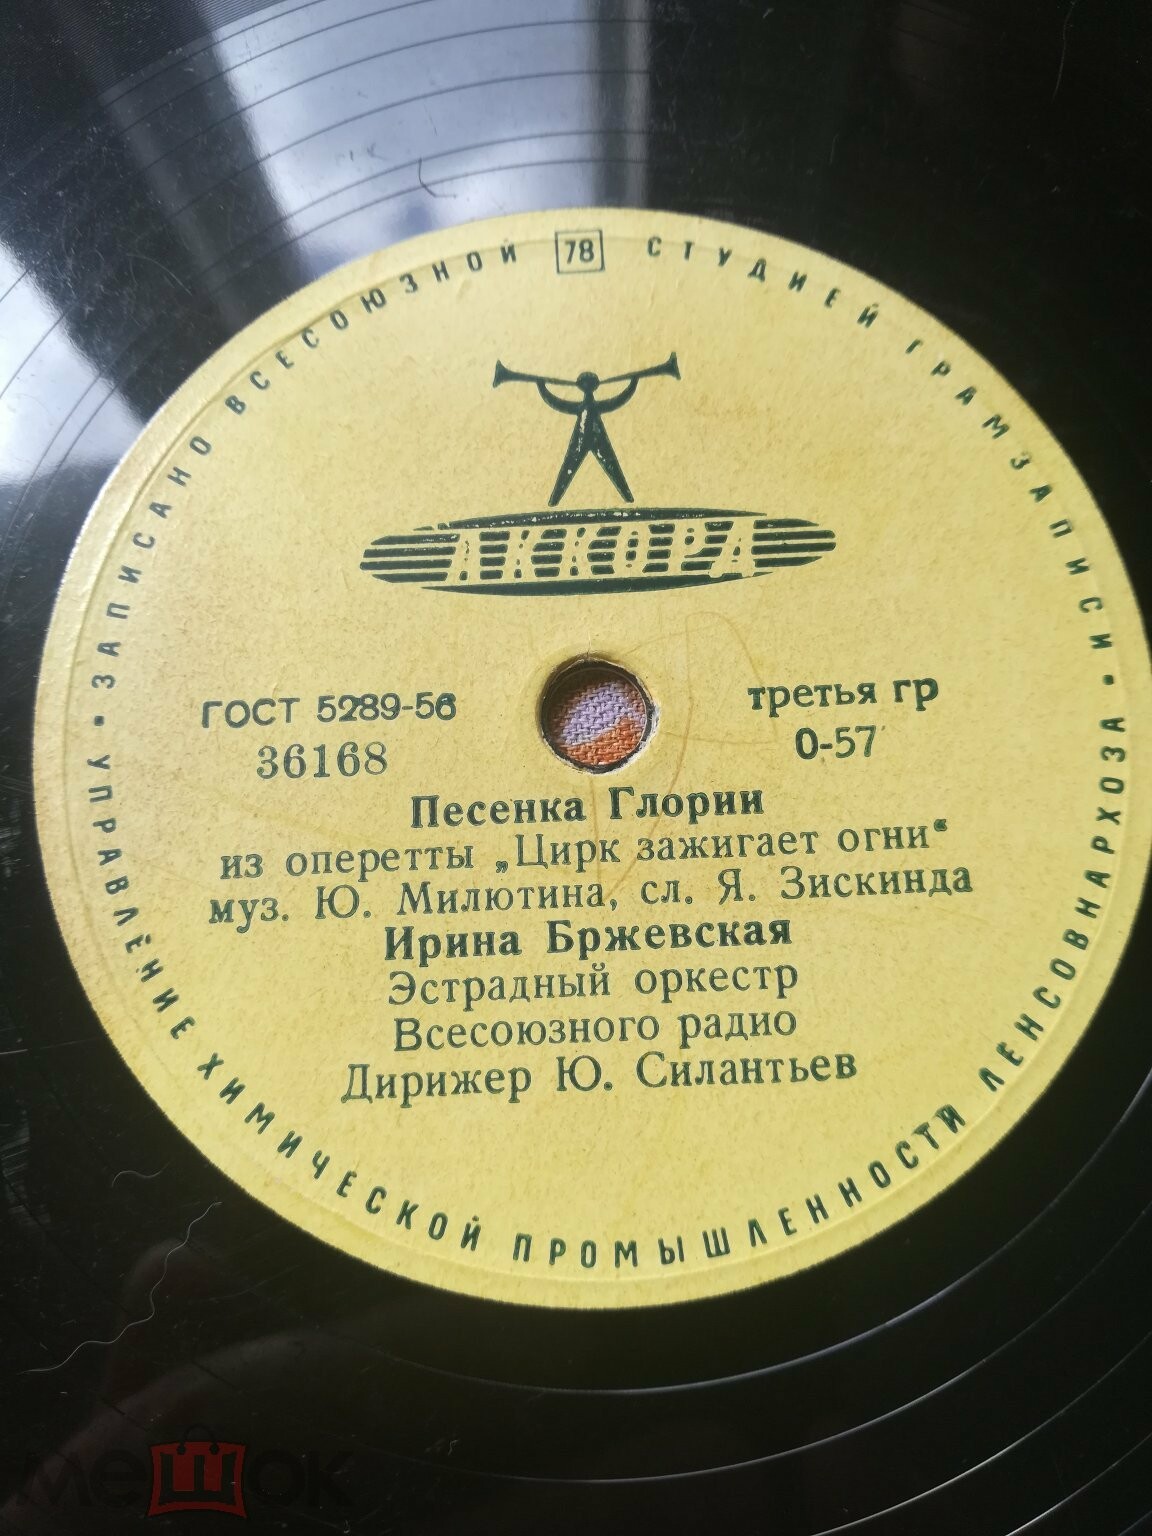 ЗАПИСАНО ВСЕСОЮЗНОЙ 78 СТУДИЕЙ ГРАМЗАПИСИ
АККОРД
ГОСТ 5289-56
третья гр
36168
0-57
Песенка Глории
из оперетты „Цирк зажигает огни“
муз. Ю. Милютина, сл. Я. Зискинда
Ирина Бржевская
Эстрадный оркестр
Всесоюзного радио
Дирижер Ю. Силантьев
• УПРАВЛЕНИЕ ХИМИЧЕСКОЙ ПРОМЫШЛЕННОСТИ ЛЕНСОВНАРХОЗА •
мешок